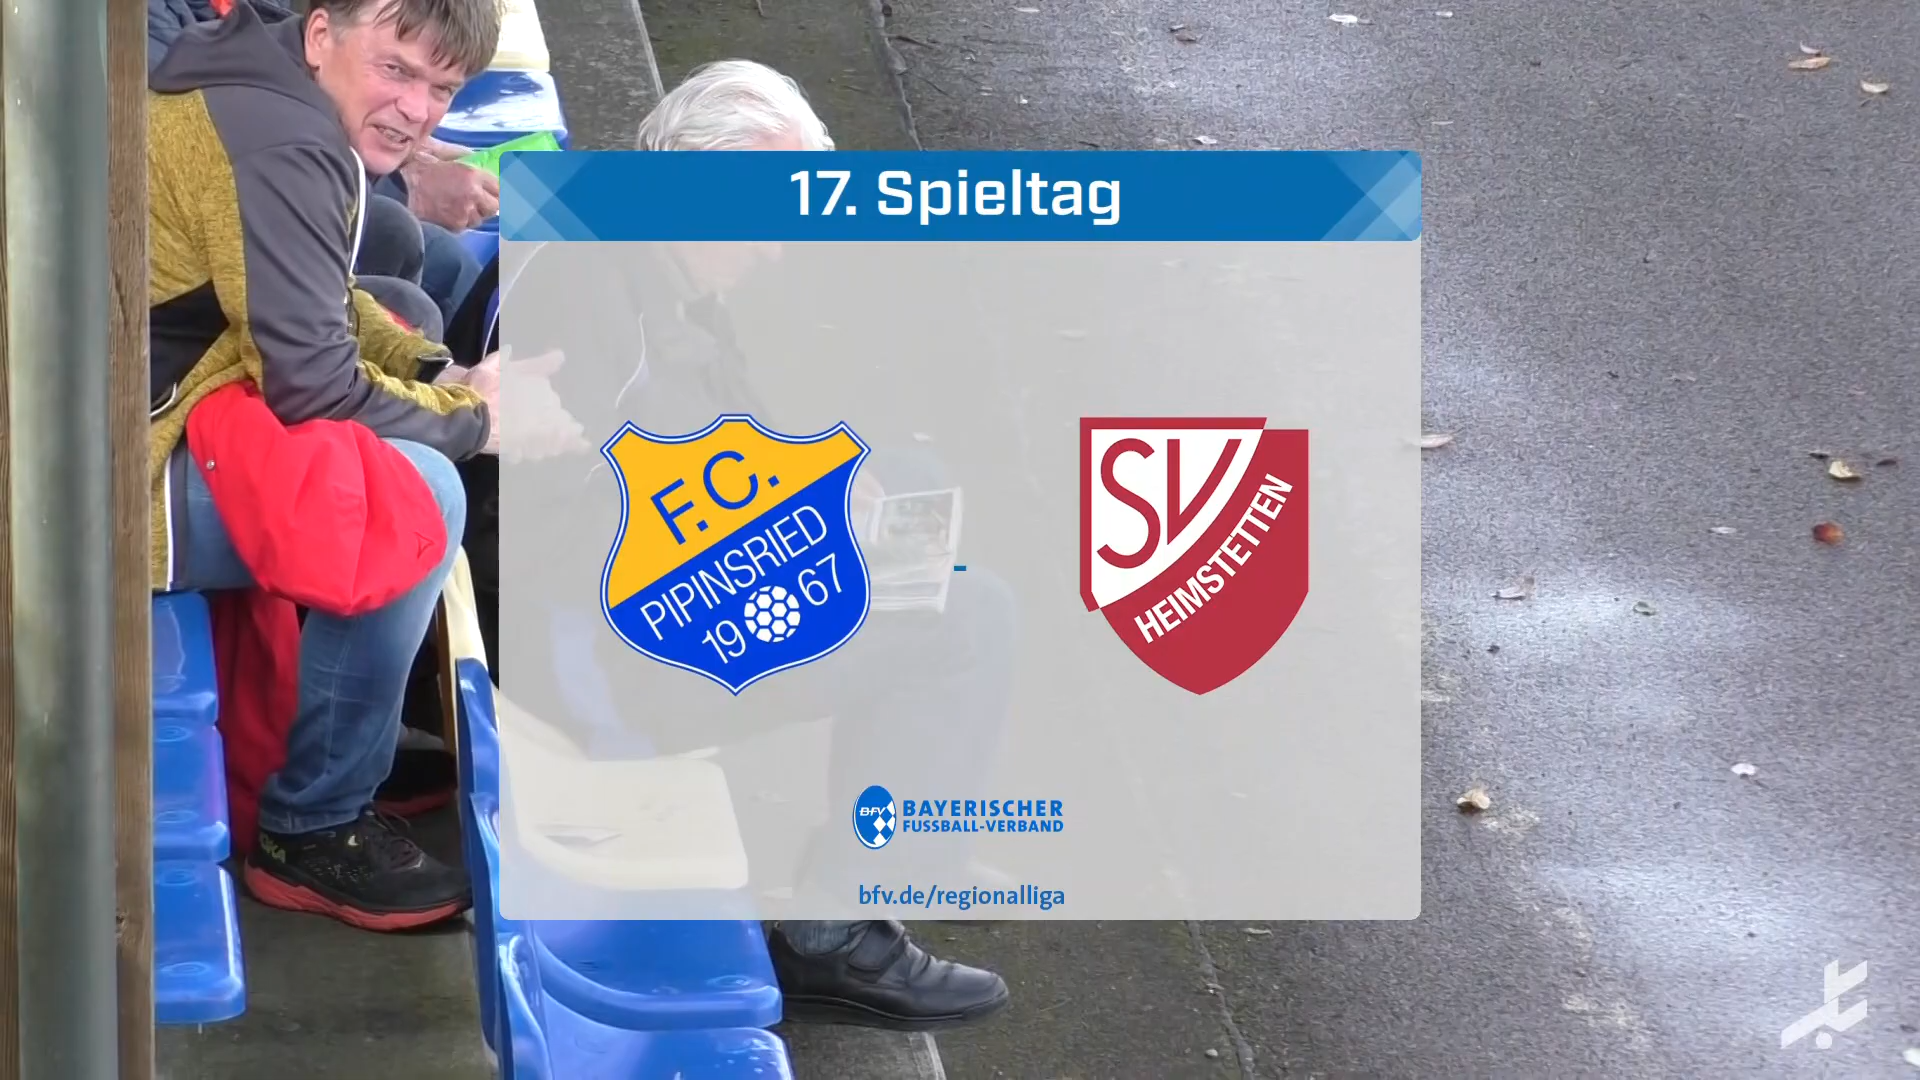 17. Spieltag
F.C.
PIPINSRIED
1967
-
SV
HEIMSTETTEN
BFV
BAYERISCHER
FUSSBALL-VERBAND
bfv.de/regionalliga